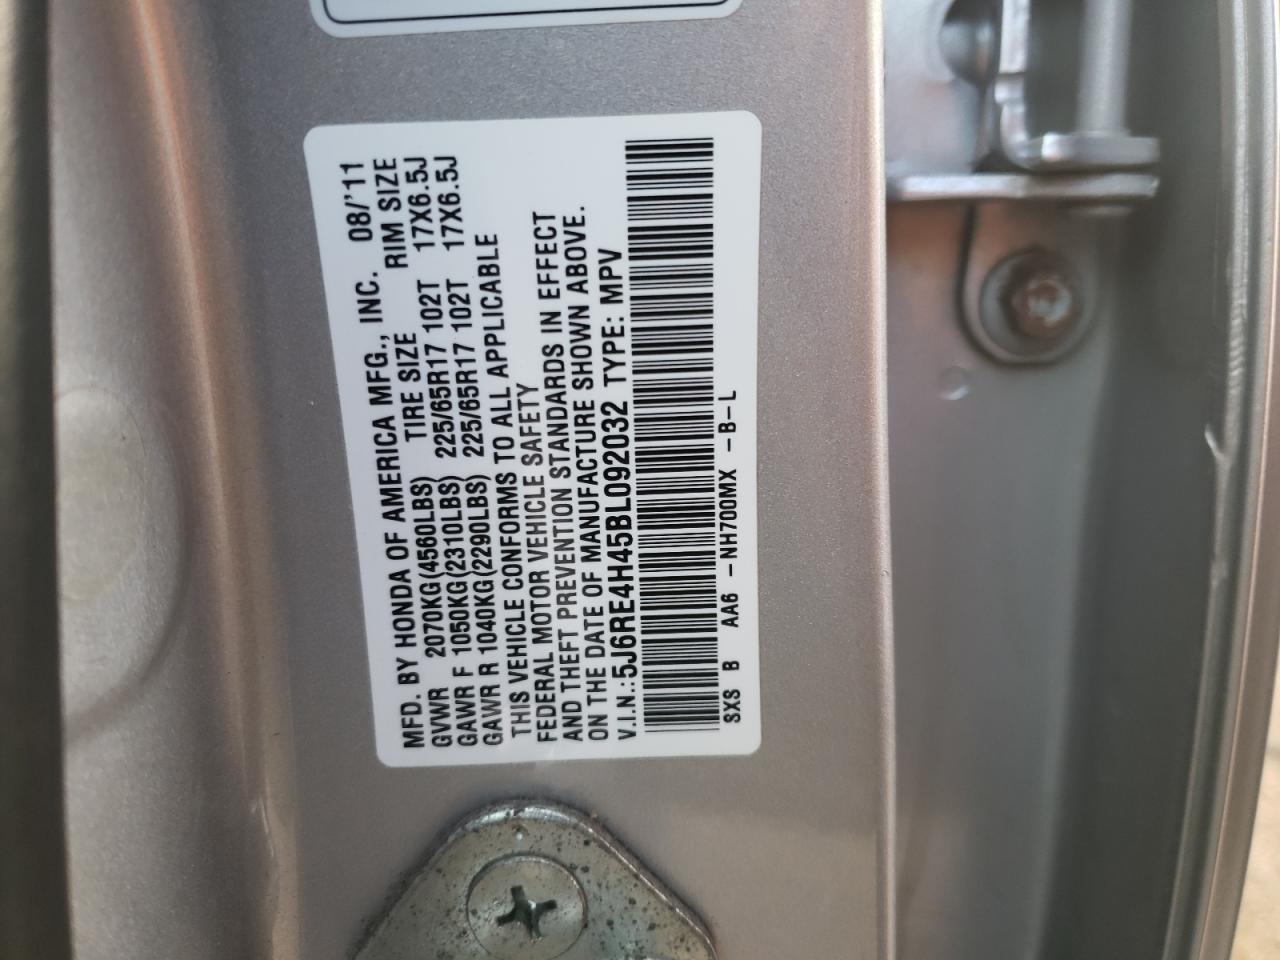 MFD. BY HONDA OF AMERICA MFG., INC. 08/'11
GVWR 2070KG(4560LBS) TIRE SIZE RIM SIZE
GAWR F 1050KG(2310LBS) 225/65R17 102T 17X6.5J
GAWR R 1040KG(2290LBS) 225/65R17 102T 17X6.5J
THIS VEHICLE CONFORMS TO ALL APPLICABLE
FEDERAL MOTOR VEHICLE SAFETY
AND THEFT PREVENTION STANDARDS IN EFFECT
ON THE DATE OF MANUFACTURE SHOWN ABOVE.
V.I.N.:5J6RE4H45BL092032 TYPE: MPV
SXS B AA6 -NH700MX -B-L